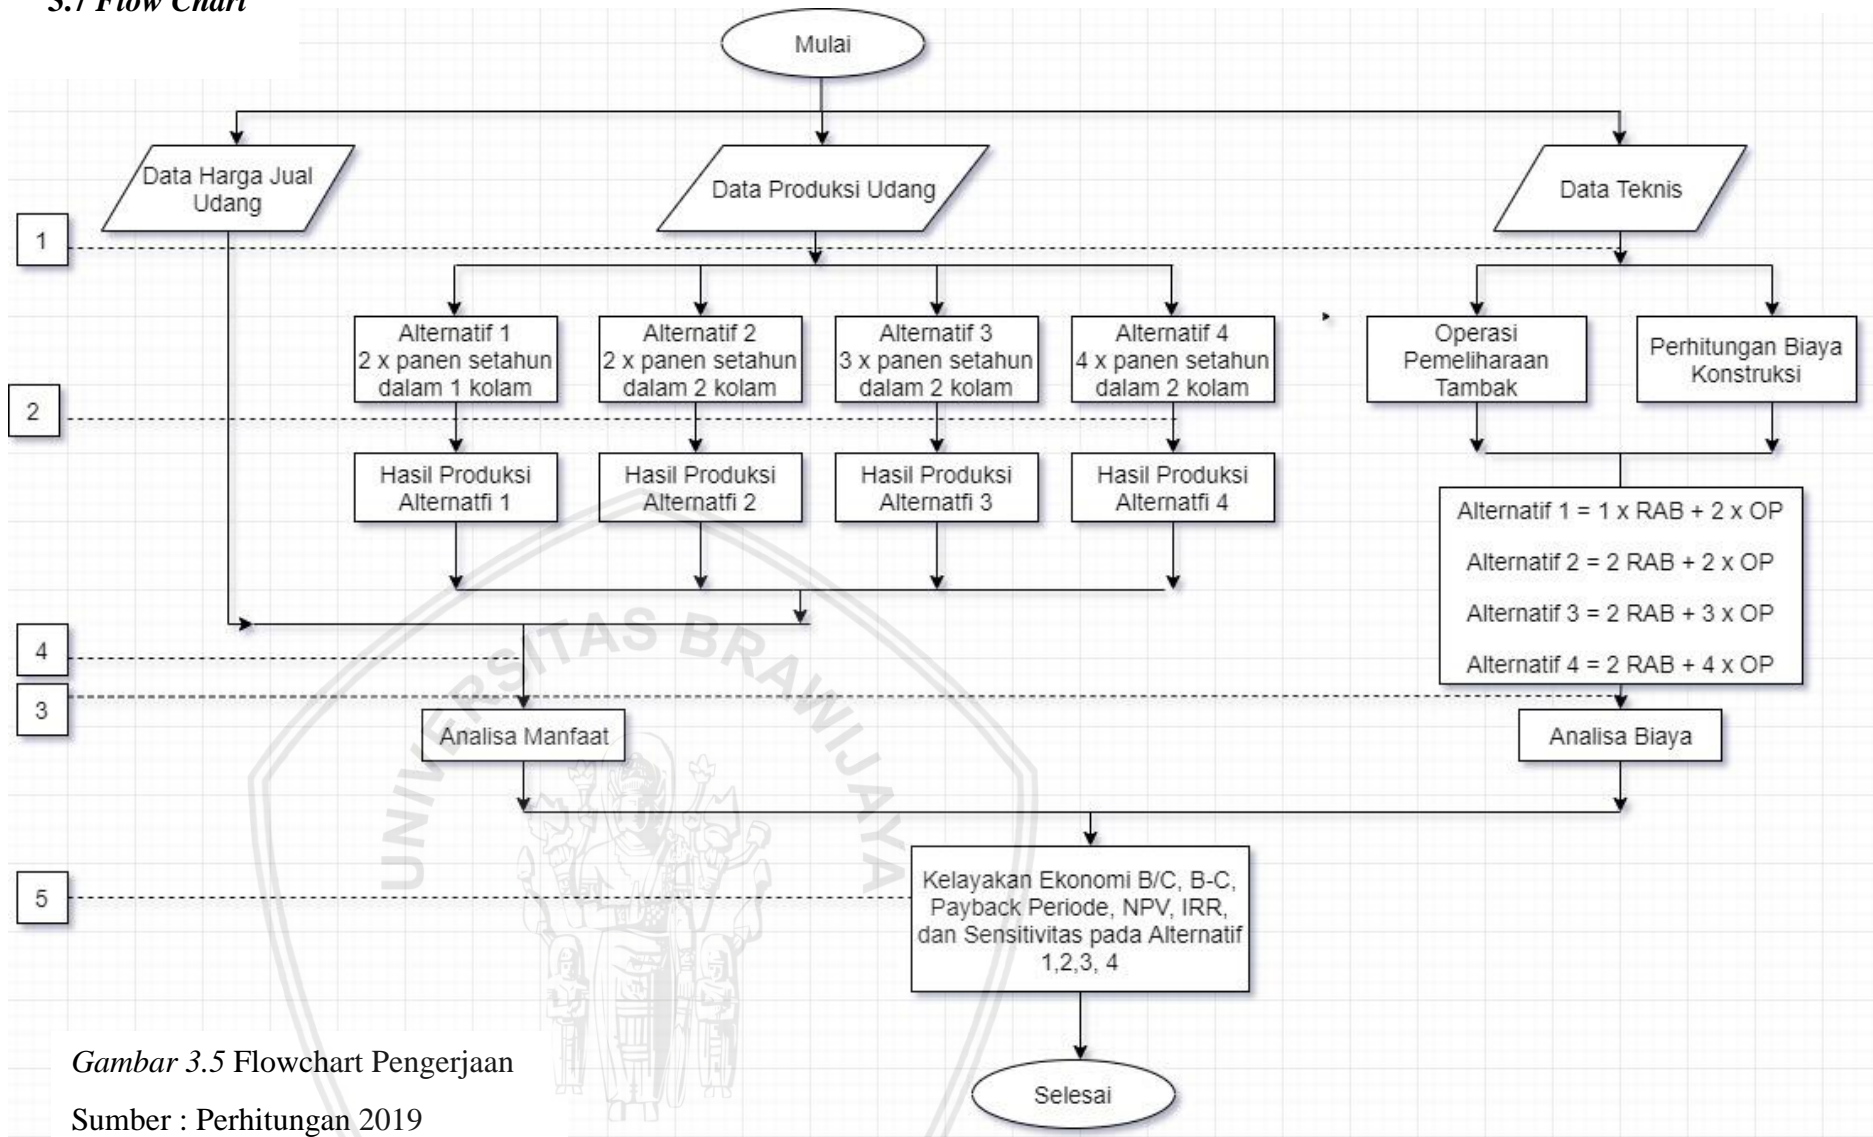 3.7 Flow Chart
Mulai
Data Harga Jual
Udang
Data Produksi Udang
Data Teknis
1
Alternatif 1
2 x panen setahun
dalam 1 kolam
Alternatif 2
2 x panen setahun
dalam 2 kolam
Alternatif 3
3 x panen setahun
dalam 2 kolam
Alternatif 4
4 x panen setahun
dalam 2 kolam
Operasi
Pemeliharaan
Tambak
Perhitungan Biaya
Konstruksi
2
Hasil Produksi
Alternatfi 1
Hasil Produksi
Alternatfi 2
Hasil Produksi
Alternatfi 3
Hasil Produksi
Alternatfi 4
Alternatif 1 = 1 x RAB + 2 x OP
Alternatif 2 = 2 RAB + 2 x OP
Alternatif 3 = 2 RAB + 3 x OP
Alternatif 4 = 2 RAB + 4 x OP
4
3
Analisa Manfaat
Analisa Biaya
UNIVERSITAS BRAWIJAYA
5
Kelayakan Ekonomi B/C, B-C,
Payback Periode, NPV, IRR,
dan Sensitivitas pada Alternatif
1,2,3, 4
Selesai
Gambar 3.5 Flowchart Pengerjaan
Sumber : Perhitungan 2019